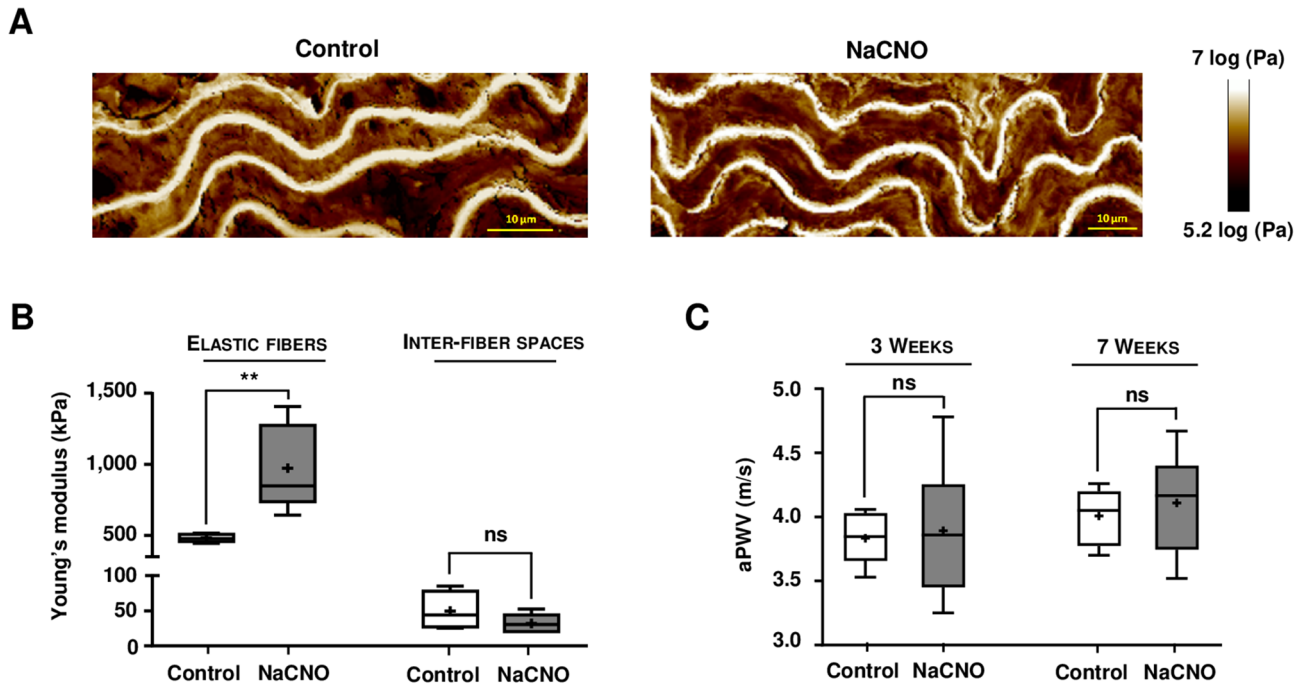 A
Control
NaCNO
7 log (Pa)
10 µm
10 µm
5.2 log (Pa)
B
ELASTIC FIBERS
INTER-FIBER SPACES
**
ns
Young's modulus (kPa)
1,500
1,000
500
100
50
0
Control
NaCNO
Control
NaCNO
C
3 WEEKS
7 WEEKS
ns
ns
aPWV (m/s)
5.0
4.5
4.0
3.5
3.0
Control
NaCNO
Control
NaCNO